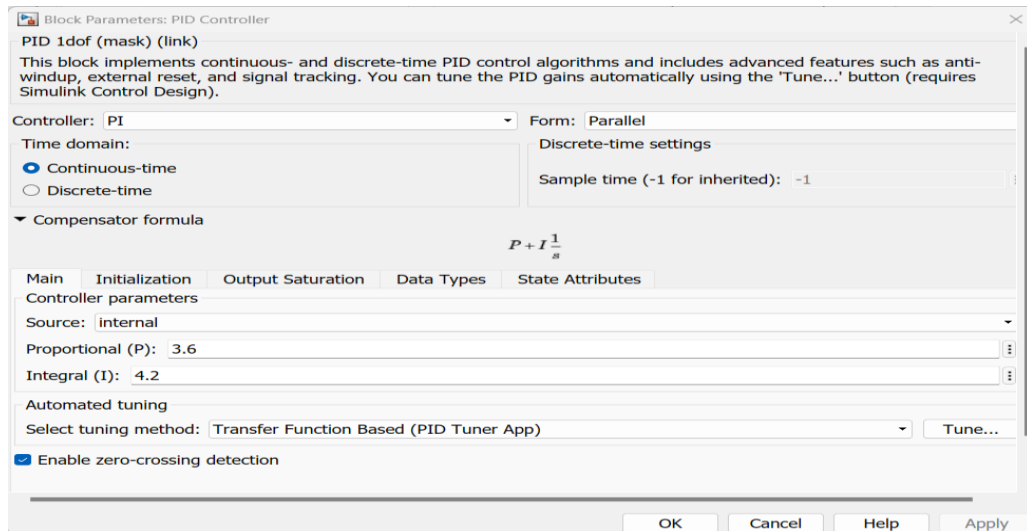 Block Parameters: PID Controller
PID 1dof (mask) (link)
This block implements continuous- and discrete-time PID control algorithms and includes advanced features such as anti-
windup, external reset, and signal tracking. You can tune the PID gains automatically using the 'Tune...' button (requires
Simulink Control Design).
Controller: PI Form: Parallel
Time domain: Discrete-time settings
Continuous-time
Discrete-time
Sample time (-1 for inherited): -1
Compensator formula
P + I 1/s
Main Initialization Output Saturation Data Types State Attributes
Controller parameters
Source: internal
Proportional (P): 3.6
Integral (I): 4.2
Automated tuning
Select tuning method: Transfer Function Based (PID Tuner App) Tune...
Enable zero-crossing detection
OK Cancel Help Apply